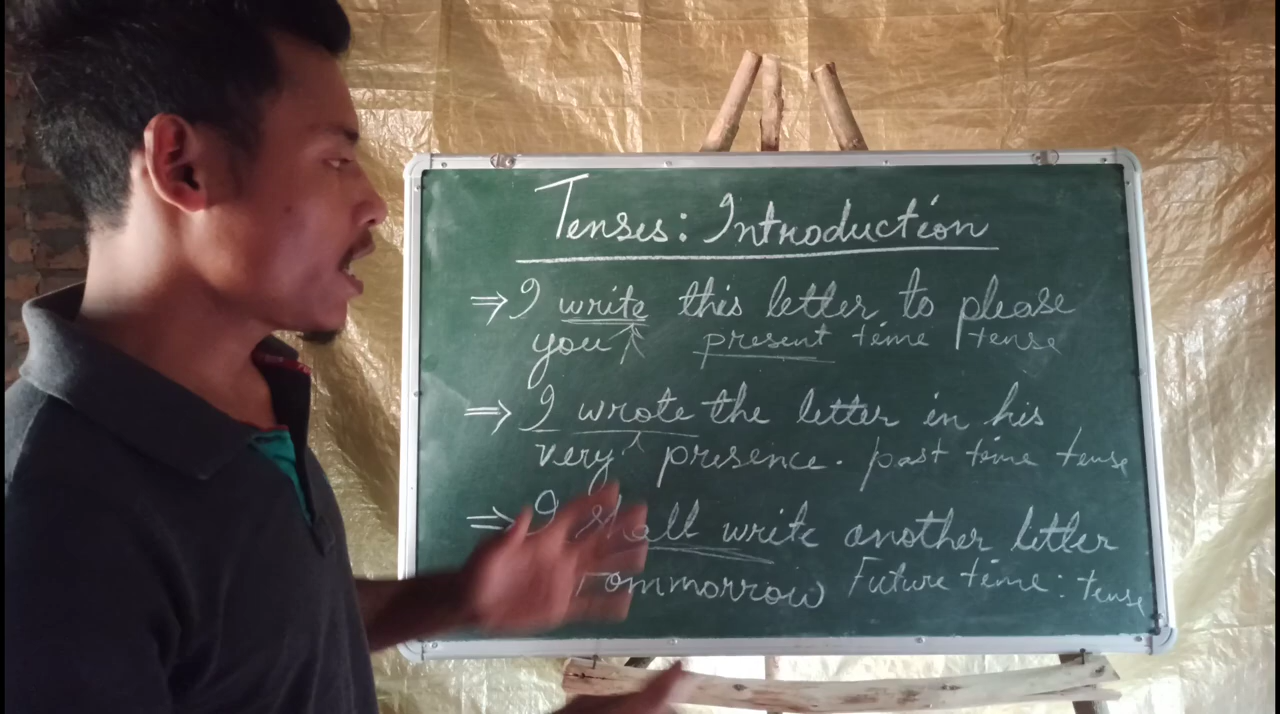 Tenses: Introduction
⇒ I write this letter to please
you present time tense
⇒ I wrote the letter in his
very presence. past time tense
⇒ I shall write another letter
Tommorrow Future time: tense